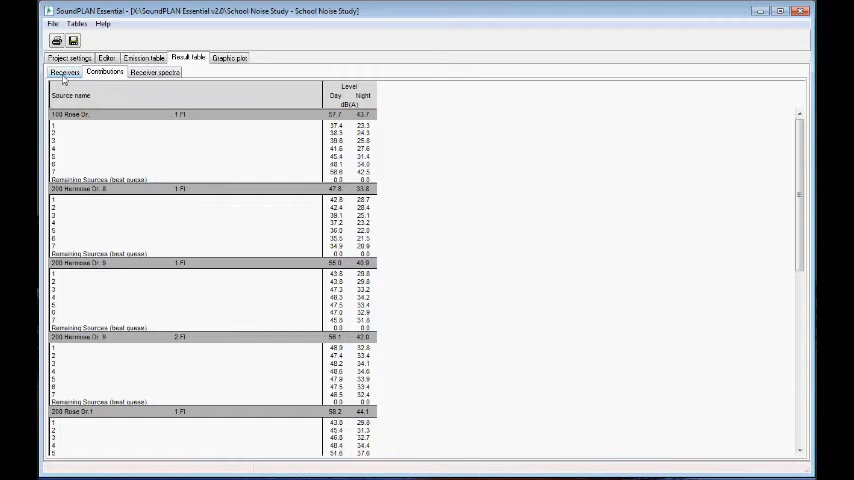 SoundPLAN Essential - [X:\SoundPLAN Essential v2.0\School Noise Study - School Noise Study]
File Tables Help
Project settings Editor Emission table Result table Graphic plot
Receivers Contributions Receiver spectra
Level
Source name Day Night
dB(A)
100 Rose Dr. 1 Fl 57.7 43.7
1 37.4 23.3
2 38.3 24.3
3 39.8 25.8
4 41.6 27.6
5 45.4 31.4
6 48.1 34.0
7 56.6 42.5
Remaining Sources (beat guess) 0.0 0.0
200 Hermose Dr. 8 1 Fl 47.8 33.8
1 42.8 28.7
2 42.4 28.4
3 39.1 25.1
4 37.2 23.2
5 36.0 22.0
6 35.5 21.5
7 34.9 20.9
Remaining Sources (beat guess) 0.0 0.0
200 Hermose Dr. 9 1 Fl 55.0 40.9
1 43.8 29.8
2 43.8 29.8
3 47.3 33.2
4 48.3 34.2
5 47.5 33.4
6 47.0 32.9
7 45.8 31.8
Remaining Sources (beat guess) 0.0 0.0
200 Hermose Dr. 9 2 Fl 56.1 42.0
1 46.9 32.8
2 47.4 33.4
3 48.2 34.1
4 48.6 34.6
5 47.9 33.9
6 47.5 33.4
7 46.5 32.4
Remaining Sources (beat guess) 0.0 0.0
200 Rose Dr.1 1 Fl 58.2 44.1
1 43.8 29.8
2 45.4 31.3
3 46.8 32.7
4 48.4 34.4
5 51.6 37.6